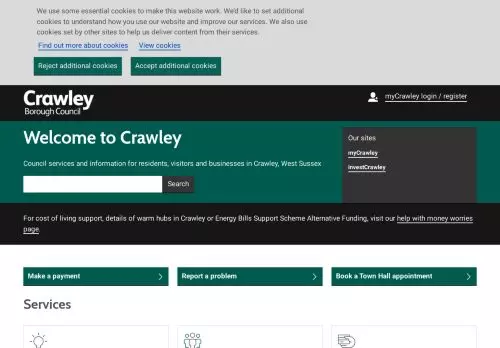 We use some essential cookies to make this website work. We'd like to set additional
cookies to understand how you use our website and improve our services. We also use
cookies set by other sites to help us deliver content from their services.
Find out more about cookies View cookies
Reject additional cookies Accept additional cookies
Crawley
Borough Council
myCrawley login / register
Welcome to Crawley
Council services and information for residents, visitors and businesses in Crawley, West Sussex
Search
Our sites
myCrawley
investCrawley
For cost of living support, details of warm hubs in Crawley or Energy Bills Support Scheme Alternative Funding, visit our help with money worries
page.
Make a payment Report a problem Book a Town Hall appointment
Services